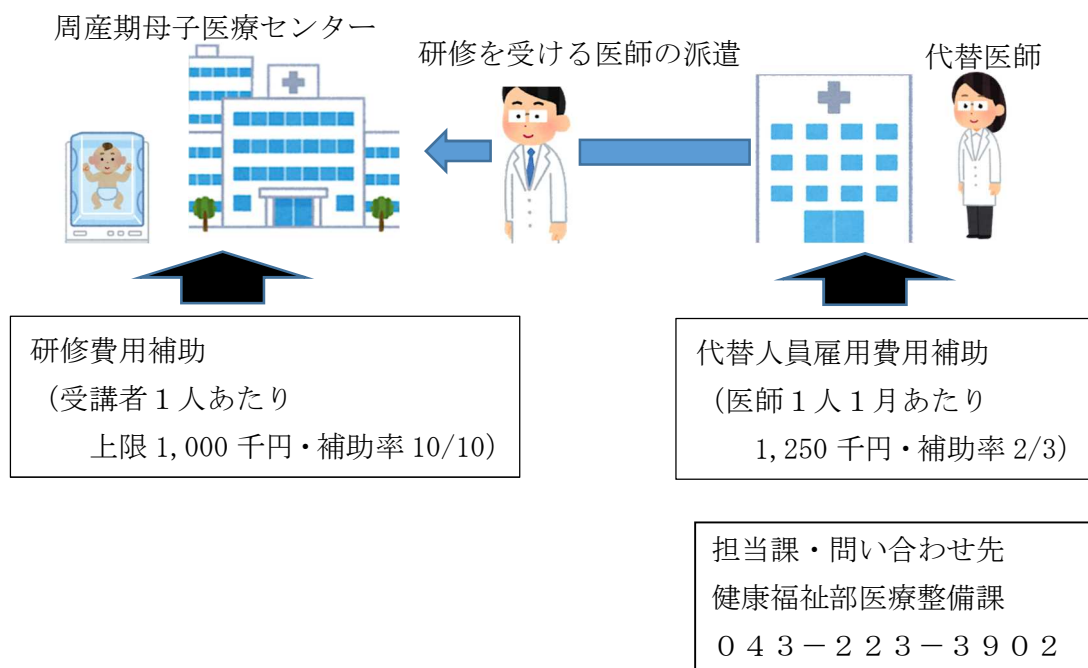 周産期母子医療センター
研修を受ける医師の派遣
代替医師
研修費用補助
（受講者１人あたり
上限 1,000 千円・補助率 10/10）
代替人員雇用費用補助
（医師１人１月あたり
1,250 千円・補助率 2/3）
担当課・問い合わせ先
健康福祉部医療整備課
０４３－２２３－３９０２